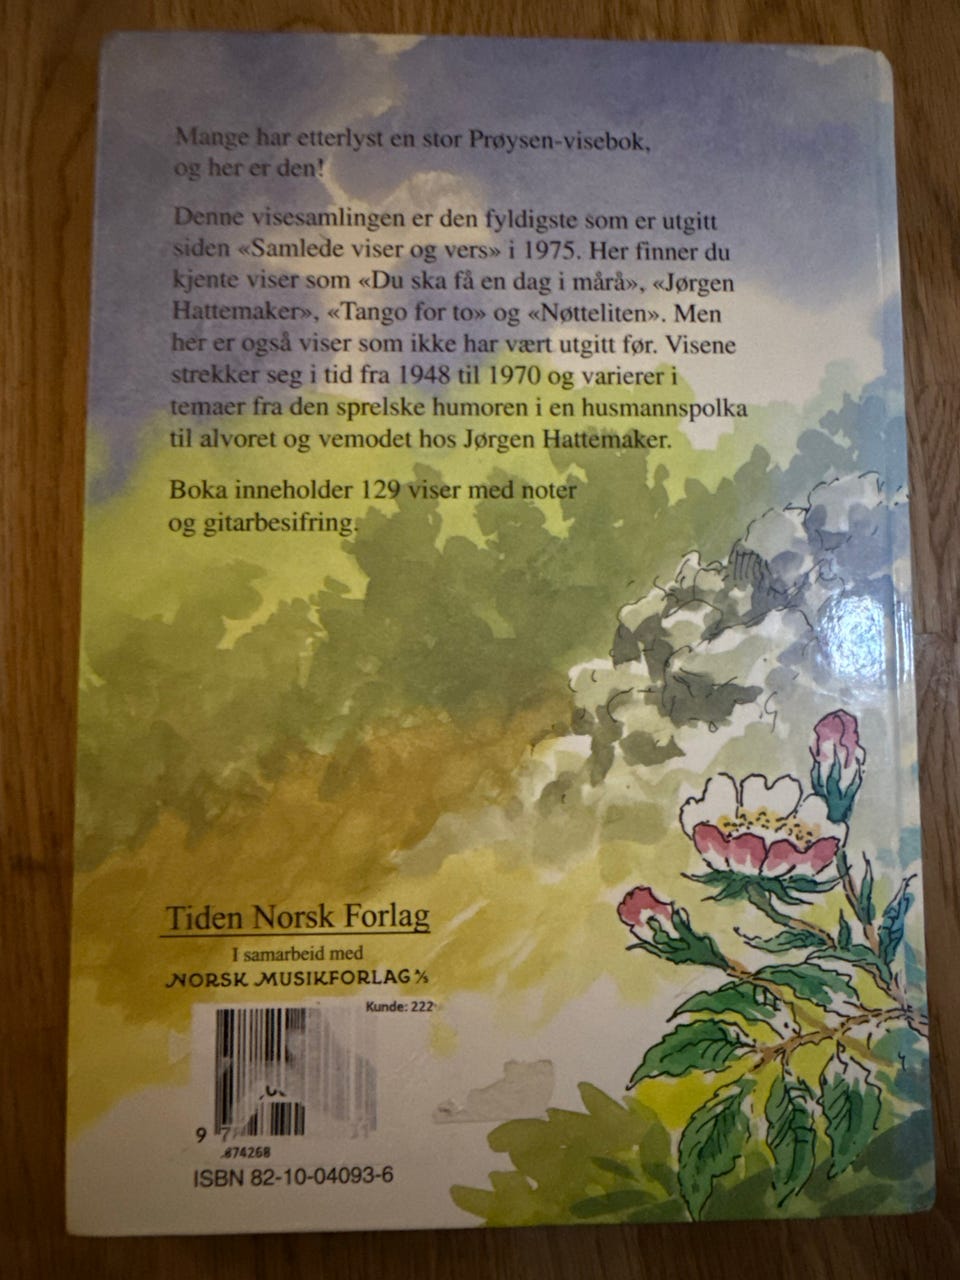 Mange har etterlyst en stor Prøysen-visebok,
og her er den!
Denne visesamlingen er den fyldigste som er utgitt
siden «Samlede viser og vers» i 1975. Her finner du
kjente viser som «Du ska få en dag i mårå», «Jørgen
Hattemaker», «Tango for to» og «Nøtteliten». Men
her er også viser som ikke har vært utgitt før. Visene
strekker seg i tid fra 1948 til 1970 og varierer i
temaer fra den sprelske humoren i en husmannspolka
til alvoret og vemodet hos Jørgen Hattemaker.
Boka inneholder 129 viser med noter
og gitarbesifring.
Tiden Norsk Forlag
I samarbeid med
NORSK MUSIKFORLAG A/S
Kunde: 222
9 7
874268
ISBN 82-10-04093-6